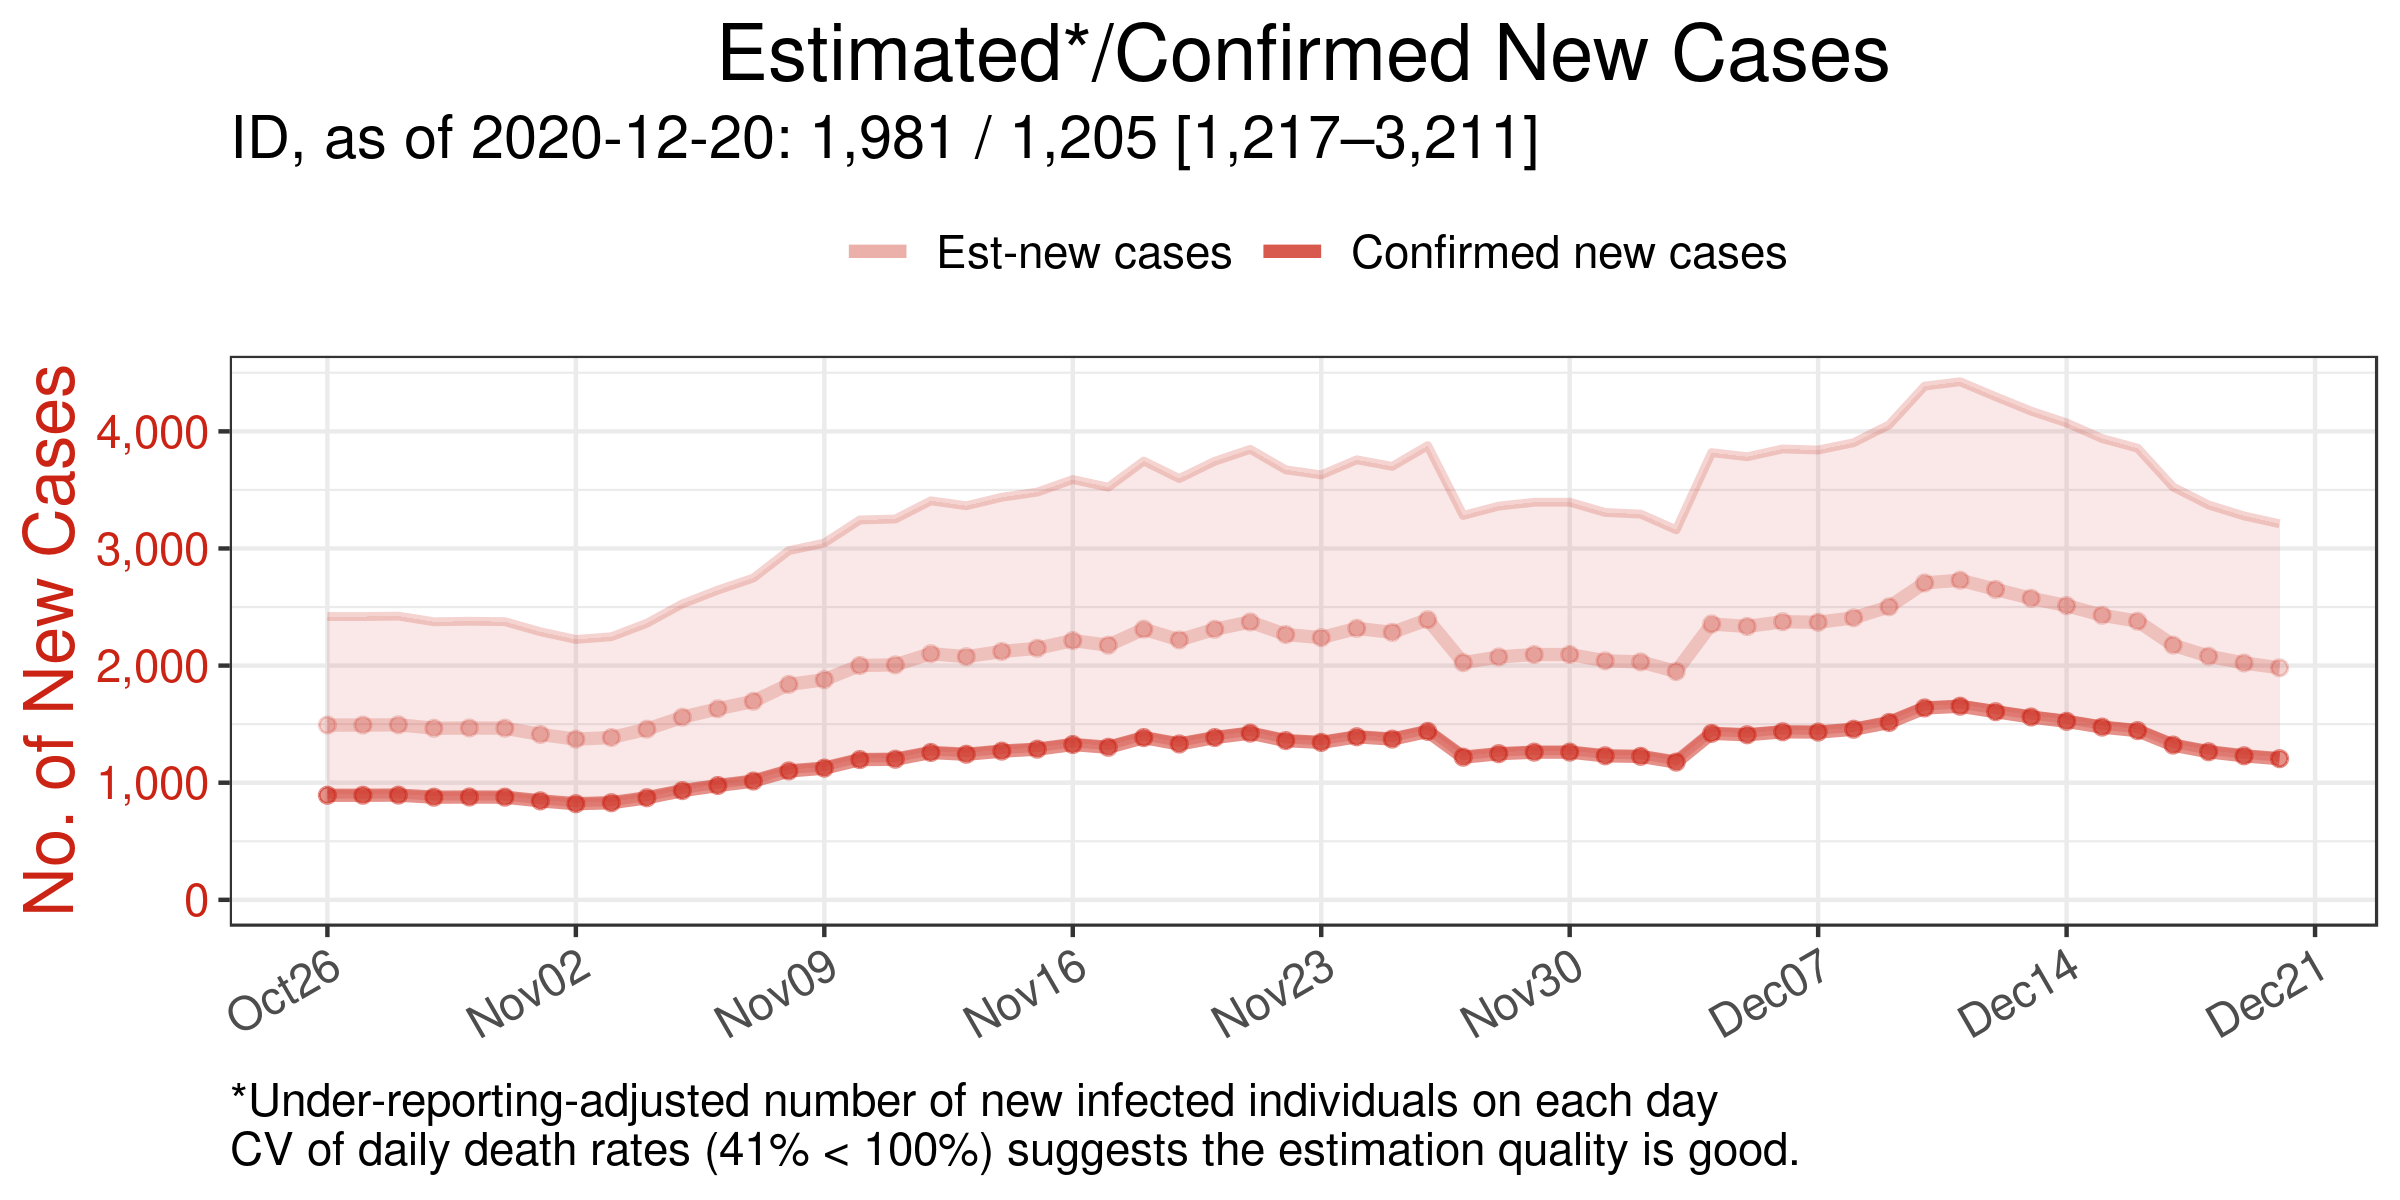 Estimated*/Confirmed New Cases
ID, as of 2020-12-20: 1,981 / 1,205 [1,217–3,211]
Est-new cases
Confirmed new cases
No. of New Cases
4,000
3,000
2,000
1,000
0
Oct26
Nov02
Nov09
Nov16
Nov23
Nov30
Dec07
Dec14
Dec21
*Under-reporting-adjusted number of new infected individuals on each day
CV of daily death rates (41% < 100%) suggests the estimation quality is good.